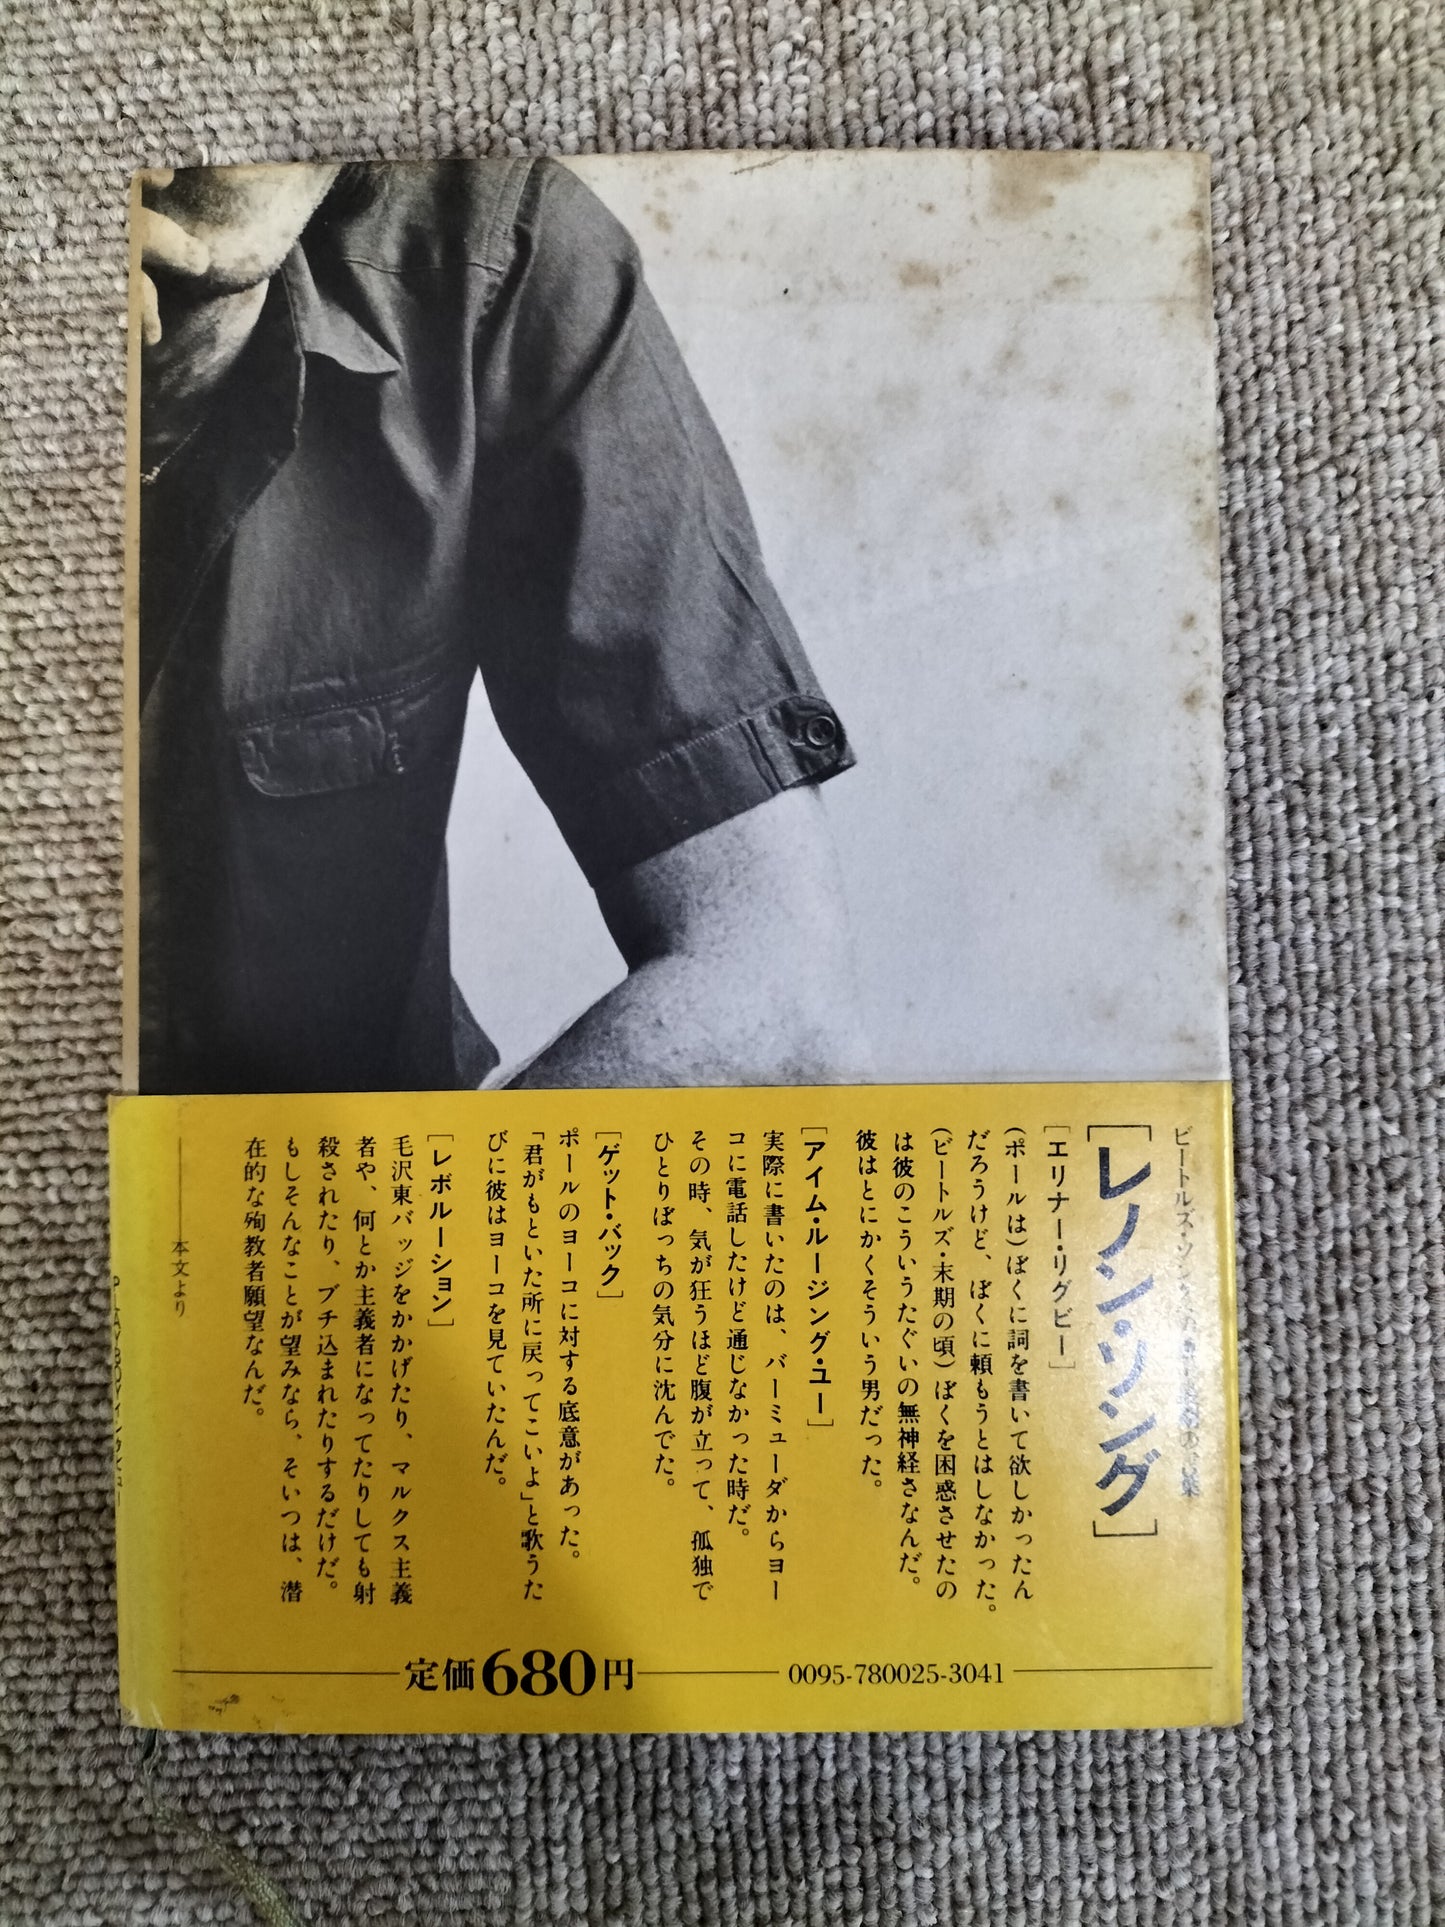 ビートルズ・ソング
[レノン・ソング]
[エリナー・リグビー]
(ポールは)ぼくに詞を書いて欲しかったん
だろうけど、ぼくに頼もうとはしなかった。
(ビートルズ・末期の頃)ぼくを困惑させたの
は彼のこういうたぐいの無神経さなんだ。
彼はとにかくそういう男だった。
[アイム・ルージング・ユー]
実際に書いたのは、バーミューダからヨー
コに電話したけど通じなかった時だ。
その時、気が狂うほど腹が立って、孤独で
ひとりぼっちの気分に沈んでた。
[ゲット・バック]
ポールのヨーコに対する底意があった。
「君がもといた所に戻ってこいよ」と歌うた
びに彼はヨーコを見ていたんだ。
[レボルーション]
毛沢東バッジをかかげたり、マルクス主義
者や、何とか主義者になってたりしても射
殺されたり、ブチ込まれたりするだけだ。
もしそんなことが望みなら、そいつは、潜
在的な殉教者願望なんだ。
本文より
PLAYBOYインタビュー
定価680円
0095-780025-3041